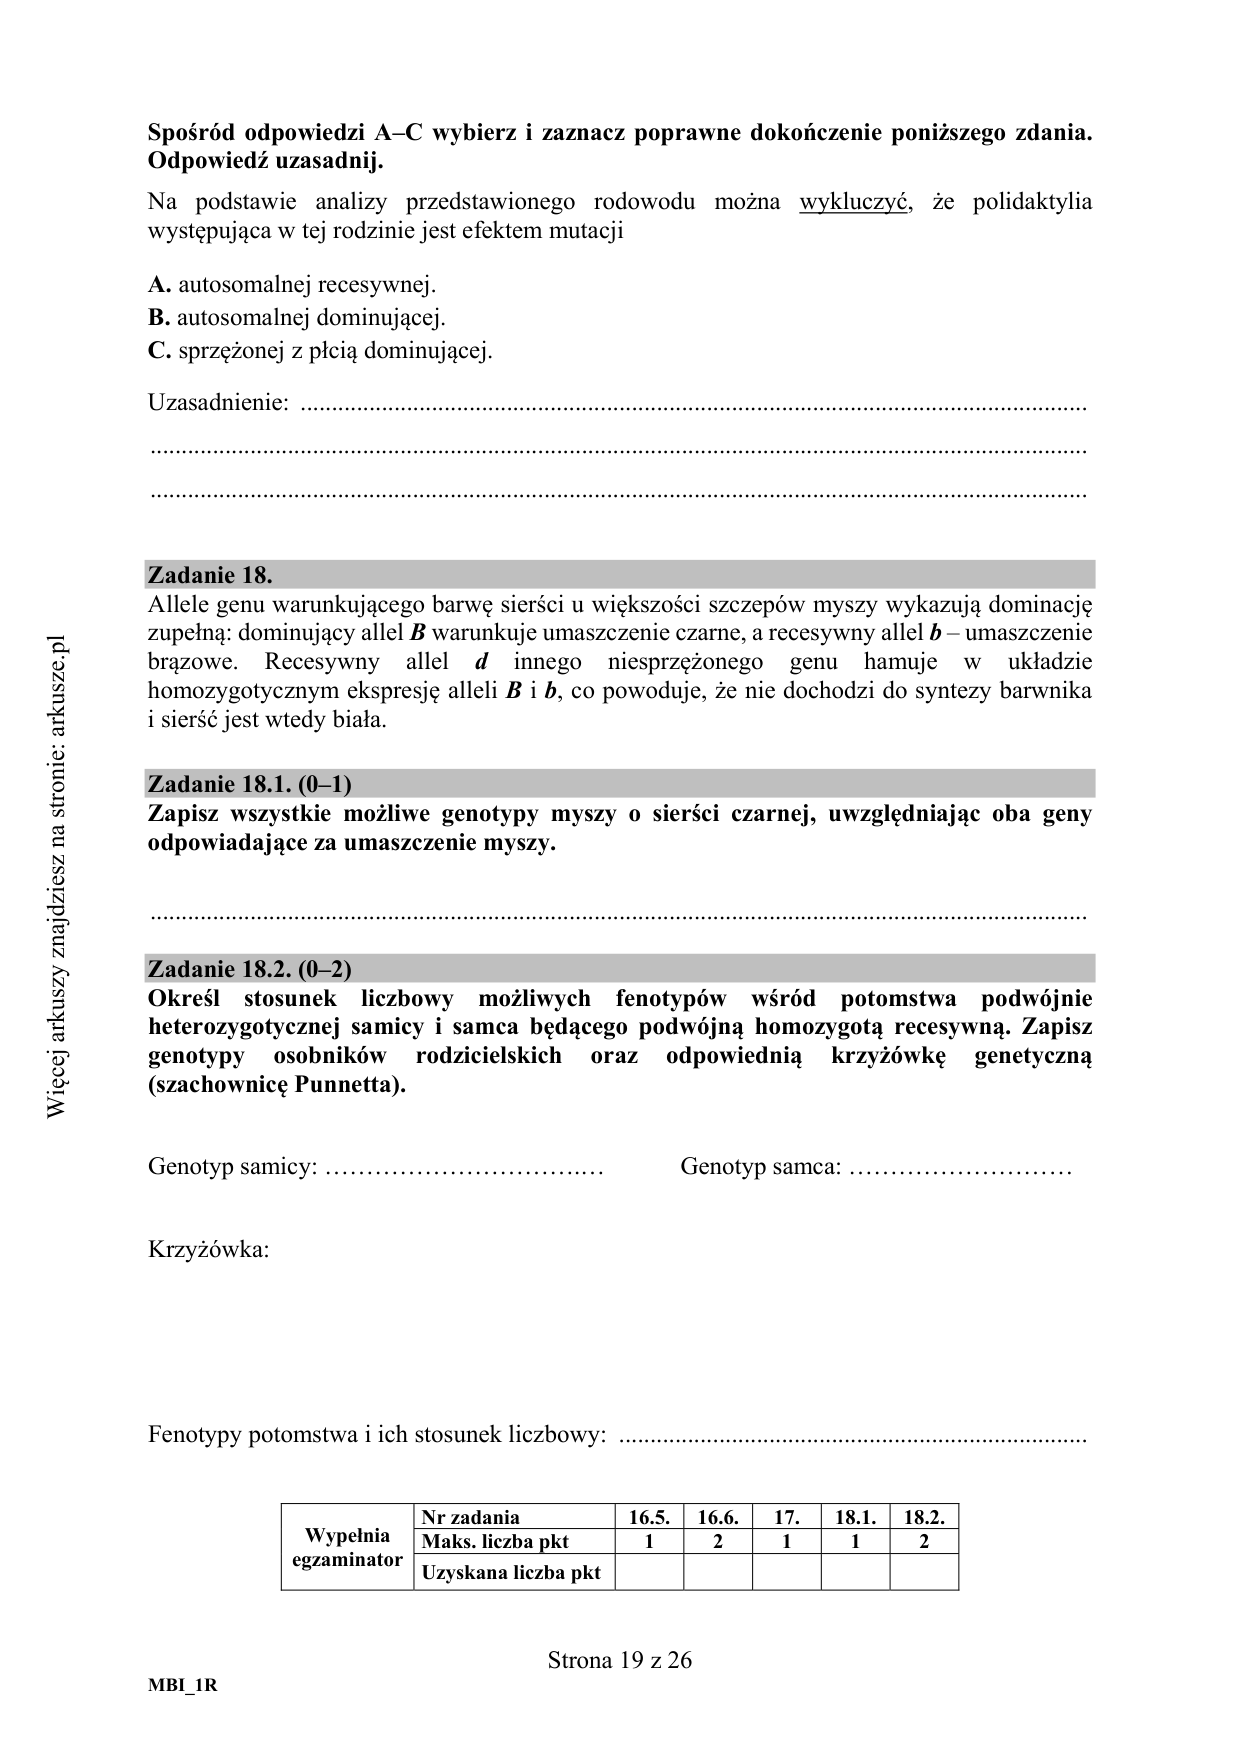 Spośród odpowiedzi A–C wybierz i zaznacz poprawne dokończenie poniższego zdania.
Odpowiedź uzasadnij.
Na podstawie analizy przedstawionego rodowodu można wykluczyć, że polidaktylia
występująca w tej rodzinie jest efektem mutacji
A. autosomalnej recesywnej.
B. autosomalnej dominującej.
C. sprzężonej z płcią dominującej.
Uzasadnienie: ..............................................................................................................................
......................................................................................................................................................
......................................................................................................................................................
Zadanie 18.
Allele genu warunkującego barwę sierści u większości szczepów myszy wykazują dominację
zupełną: dominujący allel B warunkuje umaszczenie czarne, a recesywny allel b – umaszczenie
brązowe. Recesywny allel d innego niesprzężonego genu hamuje w układzie
homozygotycznym ekspresję alleli B i b, co powoduje, że nie dochodzi do syntezy barwnika
i sierść jest wtedy biała.
Zadanie 18.1. (0–1)
Zapisz wszystkie możliwe genotypy myszy o sierści czarnej, uwzględniając oba geny
odpowiadające za umaszczenie myszy.
......................................................................................................................................................
Zadanie 18.2. (0–2)
Określ stosunek liczbowy możliwych fenotypów wśród potomstwa podwójnie
heterozygotycznej samicy i samca będącego podwójną homozygotą recesywną. Zapisz
genotypy osobników rodzicielskich oraz odpowiednią krzyżówkę genetyczną
(szachownicę Punnetta).
Genotyp samicy: …………………………..… Genotyp samca: ………………………
Krzyżówka:
Fenotypy potomstwa i ich stosunek liczbowy: ...........................................................................
Wypełnia
egzaminator
Nr zadania 16.5. 16.6. 17. 18.1. 18.2.
Maks. liczba pkt 1 2 1 1 2
Uzyskana liczba pkt
Strona 19 z 26
MBI_1R
Więcej arkuszy znajdziesz na stronie: arkusze.pl